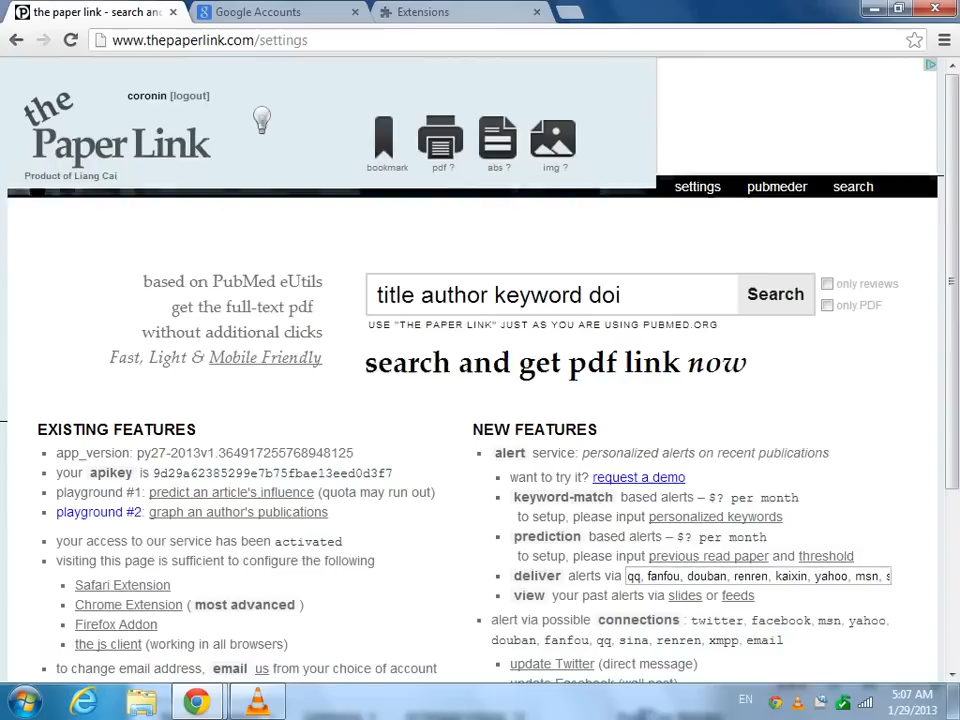 the paper link - search and
Google Accounts
Extensions
www.thepaperlink.com/settings
the
Paper Link
Product of Liang Cai
coronin [logout]
bookmark
pdf ?
abs ?
img ?
settings
pubmeder
search
based on PubMed eUtils
get the full-text pdf
without additional clicks
Fast, Light & Mobile Friendly
title author keyword doi
Search
only reviews
only PDF
USE "THE PAPER LINK" JUST AS YOU ARE USING PUBMED.ORG
search and get pdf link now
EXISTING FEATURES
app_version: py27-2013v1.364917255768948125
your apikey is 9d29a62385299e7b75fbae13eed0d3f7
playground #1: predict an article's influence (quota may run out)
playground #2: graph an author's publications
your access to our service has been activated
visiting this page is sufficient to configure the following
Safari Extension
Chrome Extension ( most advanced )
Firefox Addon
the js client (working in all browsers)
to change email address, email us from your choice of account
NEW FEATURES
alert service: personalized alerts on recent publications
want to try it? request a demo
keyword-match based alerts – $? per month
to setup, please input personalized keywords
prediction based alerts – $? per month
to setup, please input previous read paper and threshold
deliver alerts via qq, fanfou, douban, renren, kaixin, yahoo, msn, s
view your past alerts via slides or feeds
alert via possible connections : twitter, facebook, msn, yahoo,
douban, fanfou, qq, sina, renren, xmpp, email
update Twitter (direct message)
update Facebook (wall post)
EN
5:07 AM
1/29/2013